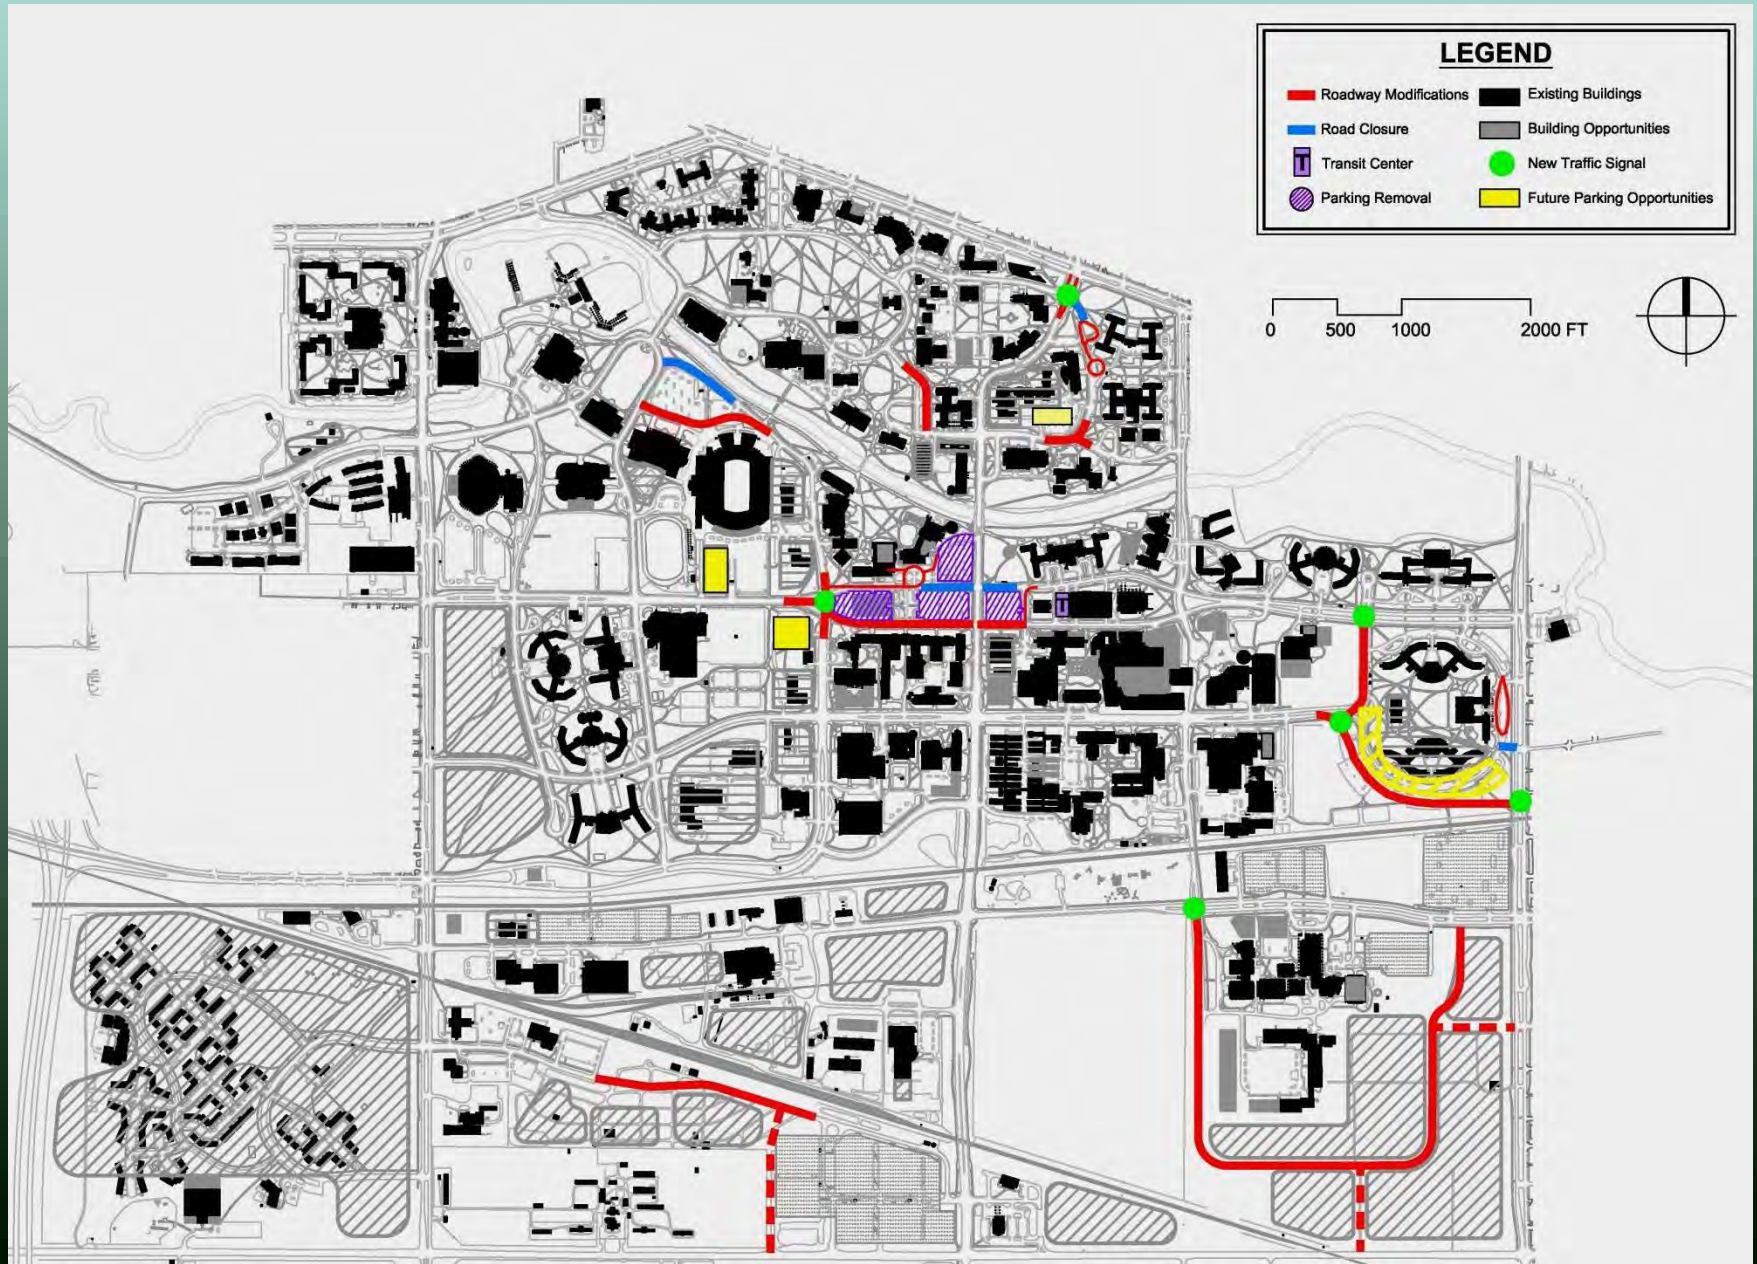 LEGEND
Roadway Modifications
Existing Buildings
Road Closure
Building Opportunities
T
Transit Center
New Traffic Signal
Parking Removal
Future Parking Opportunities
0 500 1000 2000 FT
T